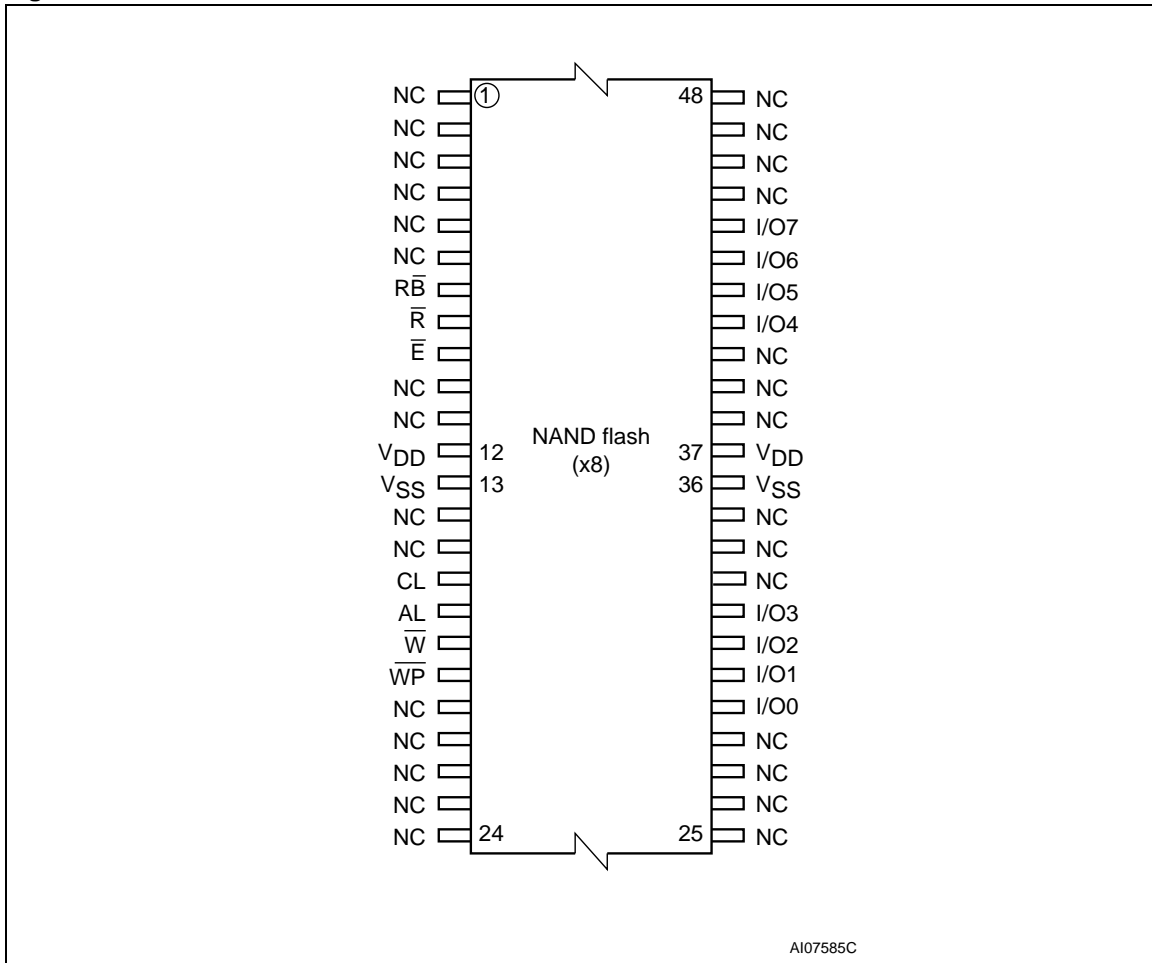 NC 1 48 NC
NC NC
NC NC
NC NC
NC I/O7
NC I/O6
RB̅ I/O5
R̅ I/O4
E̅ NC
NC NC
NC NC
NAND flash
(x8)
VDD 12 37 VDD
VSS 13 36 VSS
NC NC
NC NC
CL NC
AL I/O3
W̅ I/O2
W̅P̅ I/O1
NC I/O0
NC NC
NC NC
NC NC
NC 24 25 NC
AI07585C